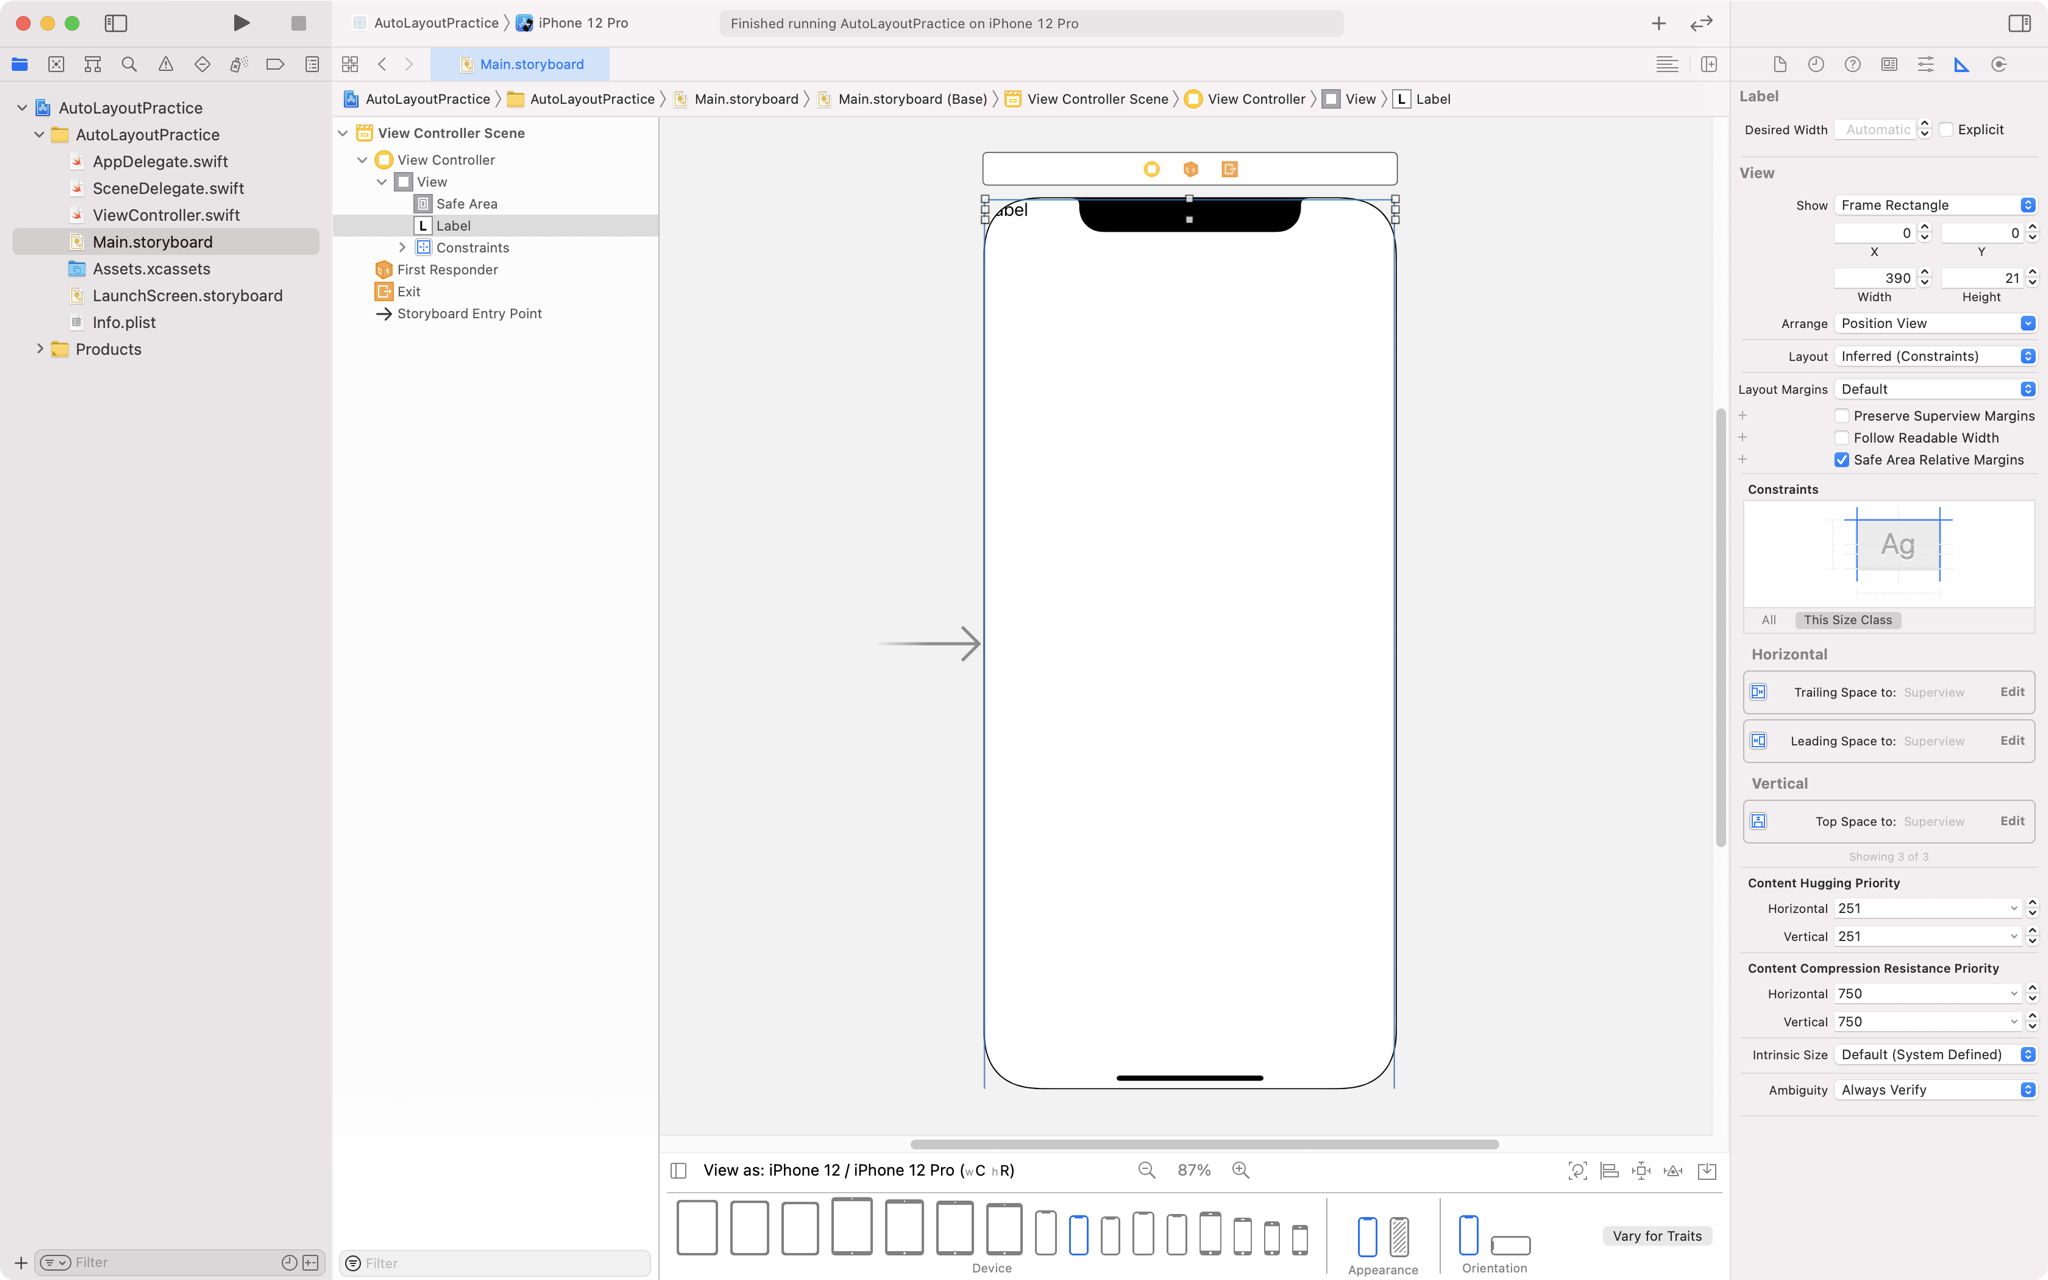 AutoLayoutPractice
iPhone 12 Pro
Finished running AutoLayoutPractice on iPhone 12 Pro
Main.storyboard
AutoLayoutPractice
AutoLayoutPractice
Main.storyboard
Main.storyboard (Base)
View Controller Scene
View Controller
View
L
Label
AutoLayoutPractice
AutoLayoutPractice
AppDelegate.swift
SceneDelegate.swift
ViewController.swift
Main.storyboard
Assets.xcassets
LaunchScreen.storyboard
Info.plist
Products
Filter
View Controller Scene
View Controller
View
Safe Area
L
Label
Constraints
First Responder
Exit
Storyboard Entry Point
Filter
abel
View as: iPhone 12 / iPhone 12 Pro (wC hR)
87%
Device
Appearance
Orientation
Vary for Traits
Label
Desired Width
Automatic
Explicit
View
Show
Frame Rectangle
0
0
X
Y
390
21
Width
Height
Arrange
Position View
Layout
Inferred (Constraints)
Layout Margins
Default
Preserve Superview Margins
Follow Readable Width
Safe Area Relative Margins
Constraints
Ag
All
This Size Class
Horizontal
Trailing Space to: Superview
Edit
Leading Space to: Superview
Edit
Vertical
Top Space to: Superview
Edit
Showing 3 of 3
Content Hugging Priority
Horizontal
251
Vertical
251
Content Compression Resistance Priority
Horizontal
750
Vertical
750
Intrinsic Size
Default (System Defined)
Ambiguity
Always Verify